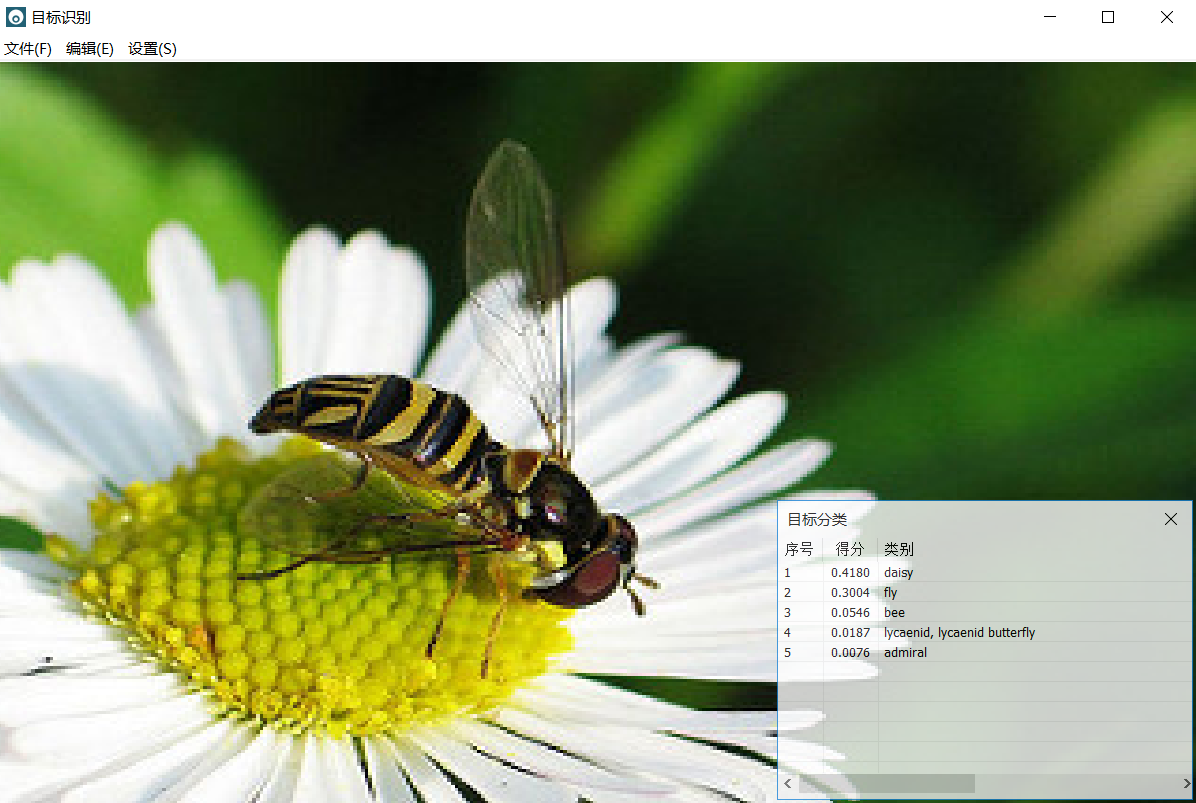 目标识别
文件(F) 编辑(E) 设置(S)
目标分类
序号 得分 类别
1 0.4180 daisy
2 0.3004 fly
3 0.0546 bee
4 0.0187 lycaenid, lycaenid butterfly
5 0.0076 admiral